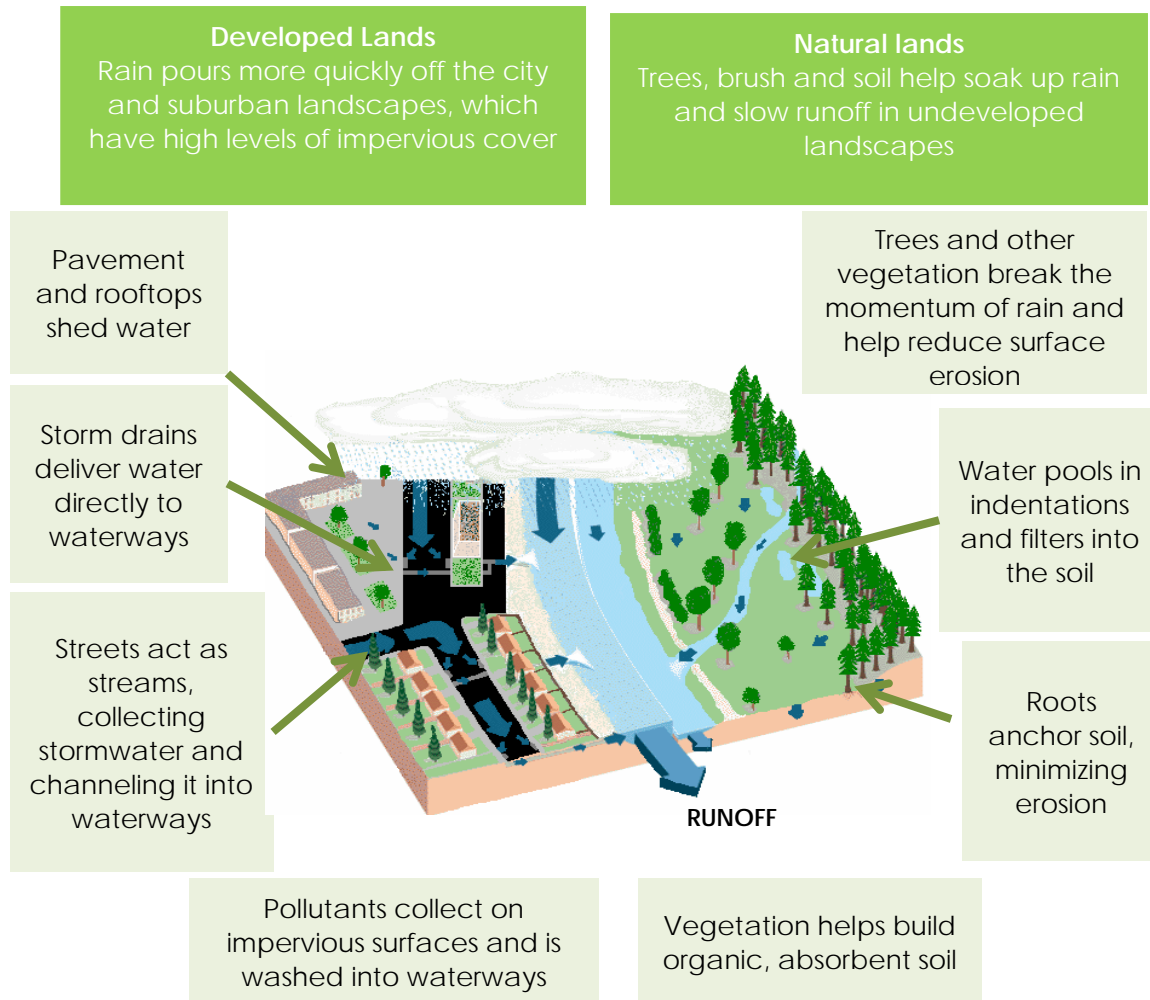 Developed Lands
Rain pours more quickly off the city
and suburban landscapes, which
have high levels of impervious cover
Natural lands
Trees, brush and soil help soak up rain
and slow runoff in undeveloped
landscapes
Pavement
and rooftops
shed water
Trees and other
vegetation break the
momentum of rain and
help reduce surface
erosion
Storm drains
deliver water
directly to
waterways
Water pools in
indentations
and filters into
the soil
Streets act as
streams,
collecting
stormwater and
channeling it into
waterways
Roots
anchor soil,
minimizing
erosion
RUNOFF
Pollutants collect on
impervious surfaces and is
washed into waterways
Vegetation helps build
organic, absorbent soil